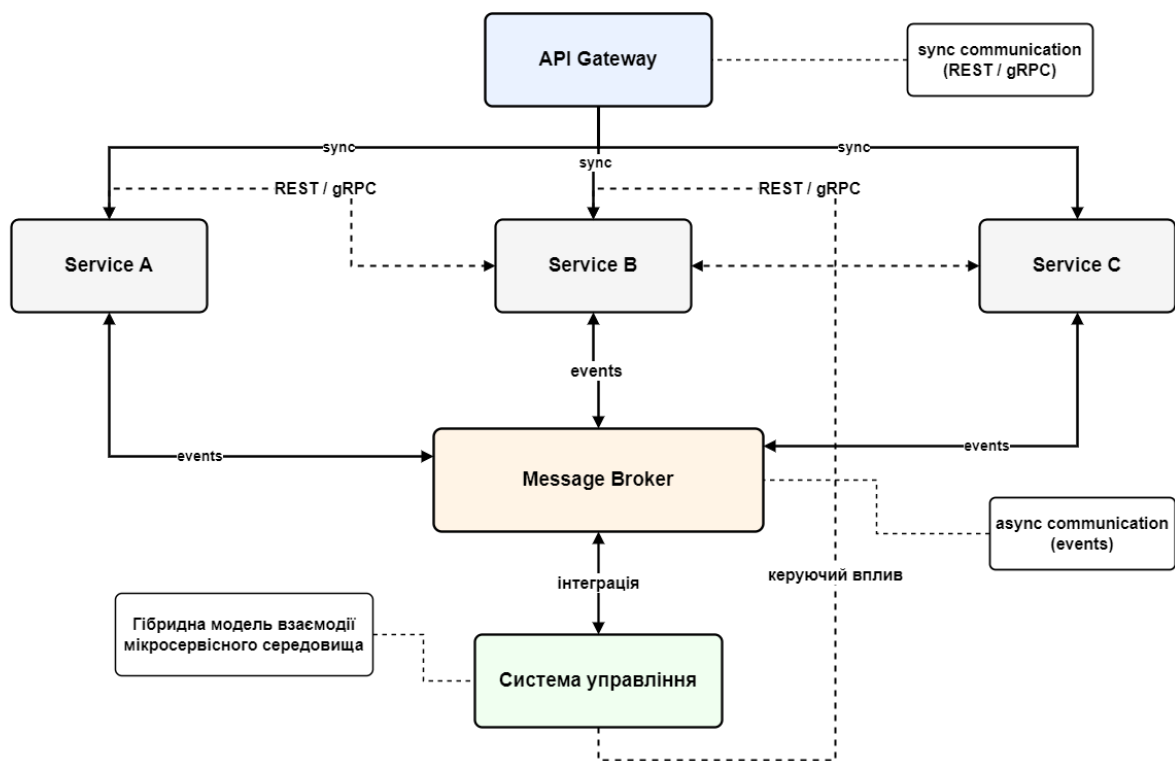 API Gateway
sync communication
(REST / gRPC)
sync
sync
sync
REST / gRPC
REST / gRPC
Service A
Service B
Service C
events
events
events
Message Broker
async communication
(events)
інтеграція
керуючий вплив
Гібридна модель взаємодії
мікросервісного середовища
Система управління